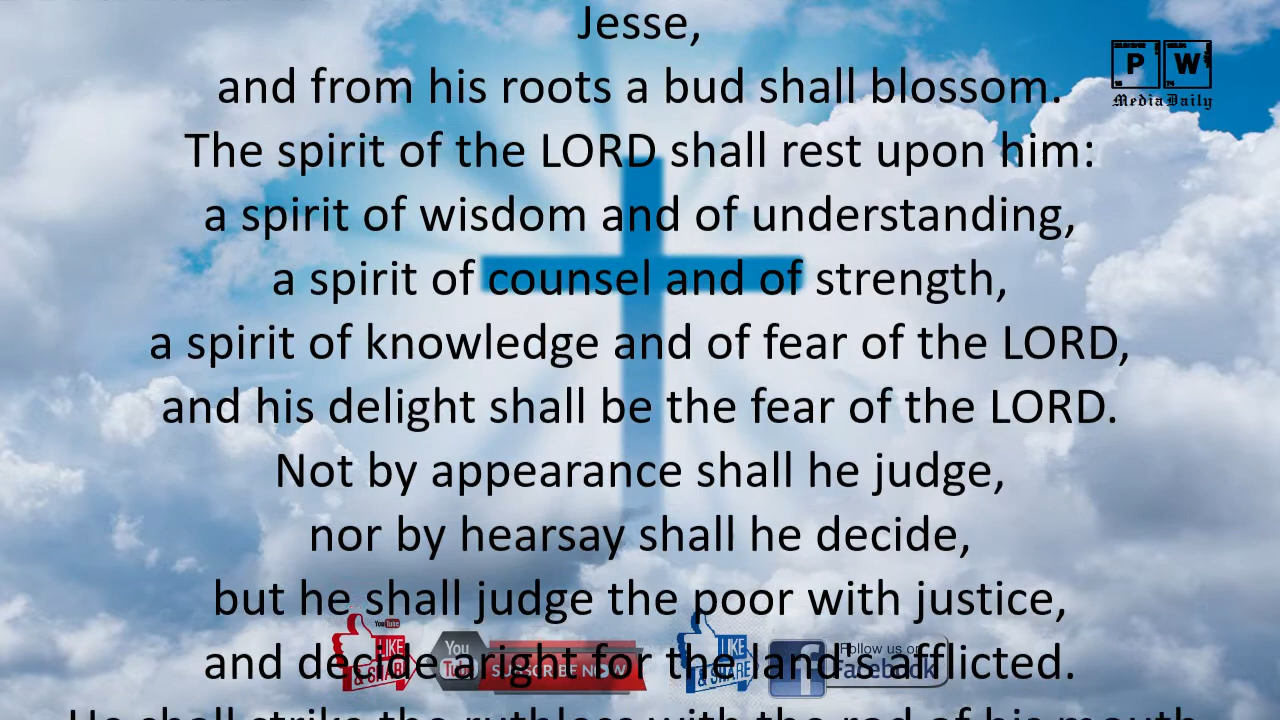 Jesse,
and from his roots a bud shall blossom.
The spirit of the LORD shall rest upon him:
a spirit of wisdom and of understanding,
a spirit of counsel and of strength,
a spirit of knowledge and of fear of the LORD,
and his delight shall be the fear of the LORD.
Not by appearance shall he judge,
nor by hearsay shall he decide,
but he shall judge the poor with justice,
and decide aright for the land's afflicted.
He shall strike the ruthless with the rod of his mouth
P W
MediaDaily
YouTube
LIKE
& SHARE
You
Tube
SUBSCRIBE NOW
LIKE
& SHARE
Follow us on
Facebook